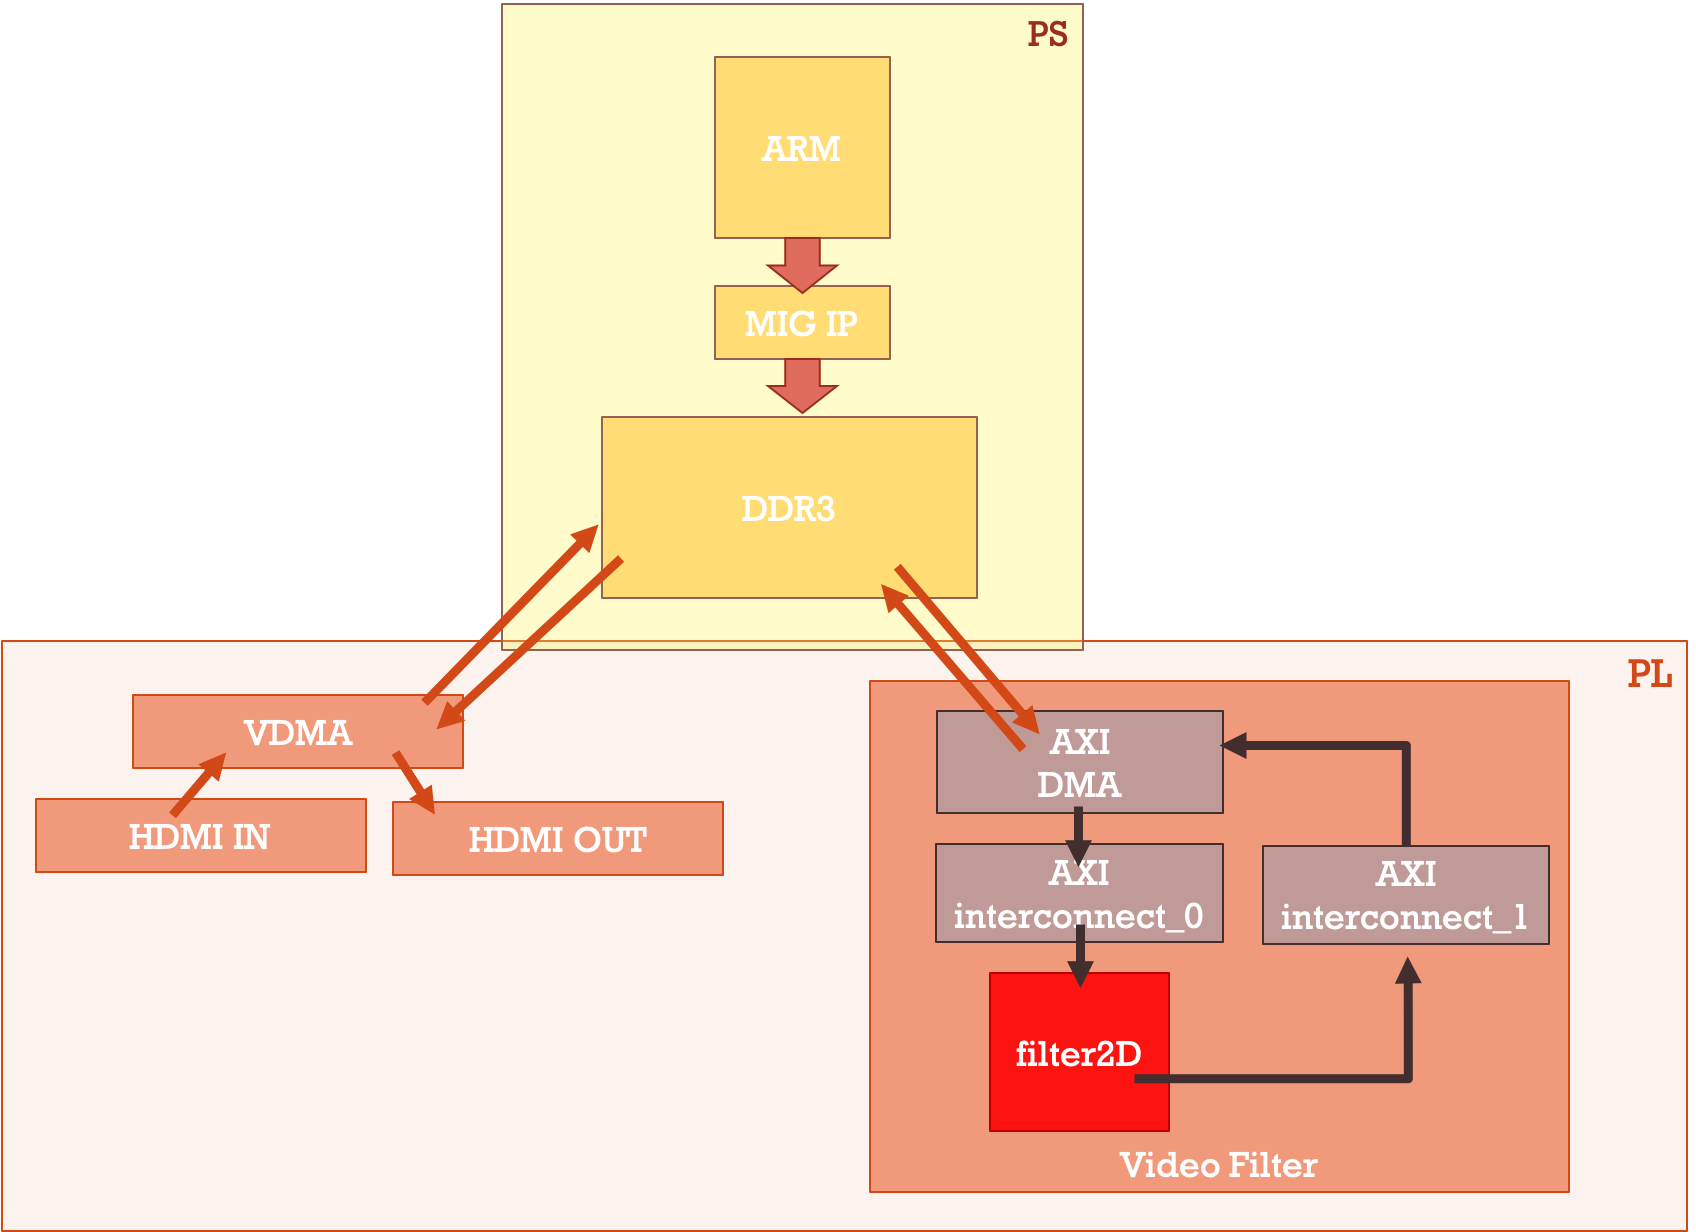 PS
ARM
MIG IP
DDR3
PL
VDMA
HDMI IN
HDMI OUT
AXI
DMA
AXI
interconnect_0
AXI
interconnect_1
filter2D
Video Filter